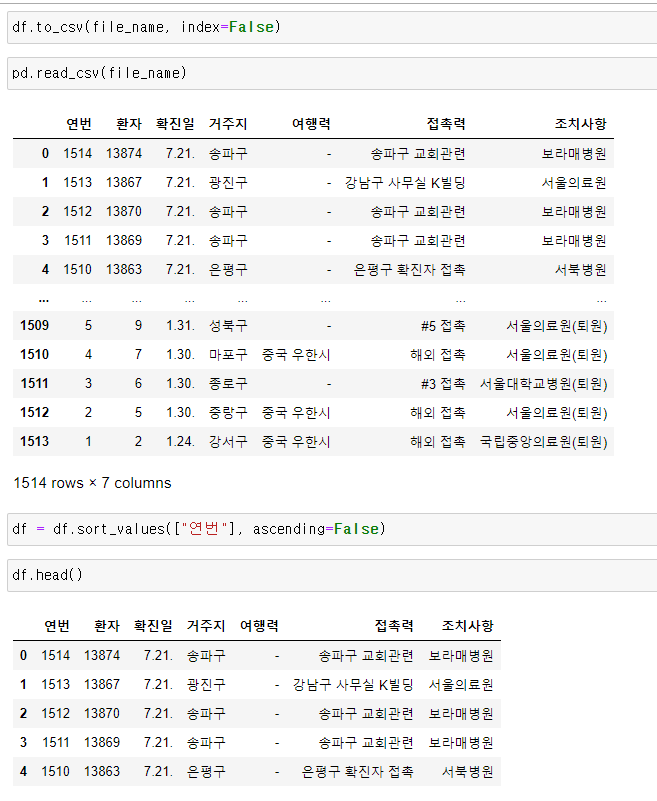 df.to_csv(file_name, index=False)
pd.read_csv(file_name)
연번 환자 확진일 거주지 여행력 접촉력 조치사항
0 1514 13874 7.21. 송파구 - 송파구 교회관련 보라매병원
1 1513 13867 7.21. 광진구 - 강남구 사무실 K빌딩 서울의료원
2 1512 13870 7.21. 송파구 - 송파구 교회관련 보라매병원
3 1511 13869 7.21. 송파구 - 송파구 교회관련 보라매병원
4 1510 13863 7.21. 은평구 - 은평구 확진자 접촉 서북병원
... ... ... ... ... ... ... ...
1509 5 9 1.31. 성북구 - #5 접촉 서울의료원(퇴원)
1510 4 7 1.30. 마포구 중국 우한시 해외 접촉 서울의료원(퇴원)
1511 3 6 1.30. 종로구 - #3 접촉 서울대학교병원(퇴원)
1512 2 5 1.30. 중랑구 중국 우한시 해외 접촉 서울의료원(퇴원)
1513 1 2 1.24. 강서구 중국 우한시 해외 접촉 국립중앙의료원(퇴원)
1514 rows × 7 columns
df = df.sort_values(["연번"], ascending=False)
df.head()
연번 환자 확진일 거주지 여행력 접촉력 조치사항
0 1514 13874 7.21. 송파구 - 송파구 교회관련 보라매병원
1 1513 13867 7.21. 광진구 - 강남구 사무실 K빌딩 서울의료원
2 1512 13870 7.21. 송파구 - 송파구 교회관련 보라매병원
3 1511 13869 7.21. 송파구 - 송파구 교회관련 보라매병원
4 1510 13863 7.21. 은평구 - 은평구 확진자 접촉 서북병원